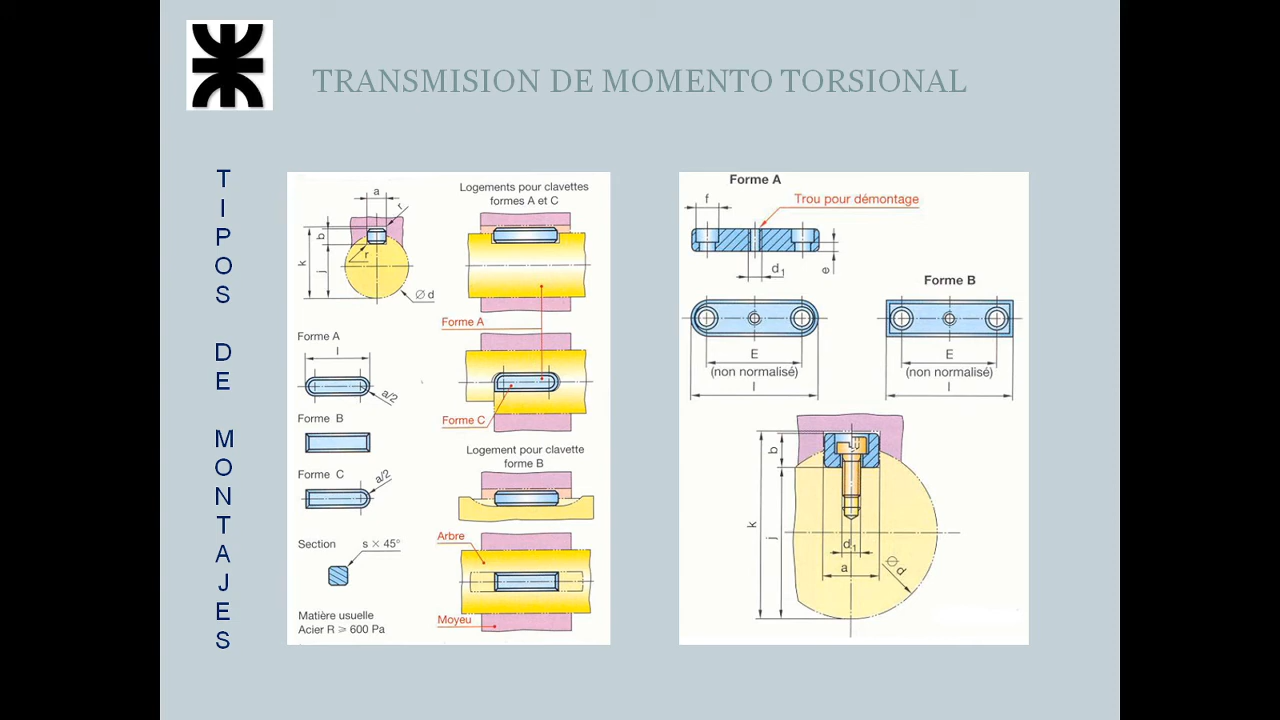 TRANSMISION DE MOMENTO TORSIONAL
TIPOS
DE
MONTAJES
a
r
b
k
j
r
Ø d
Logements pour clavettes
formes A et C
Forme A
l
a/2
Forme B
Forme C
a/2
Section
s × 45°
Matière usuelle
Acier R ⩾ 600 Pa
Forme A
Forme C
Logement pour clavette
forme B
Arbre
Moyeu
Forme A
f
Trou pour démontage
d1
e
Forme B
E
(non normalisé)
l
E
(non normalisé)
l
b
k
j
d1
a
Ø d